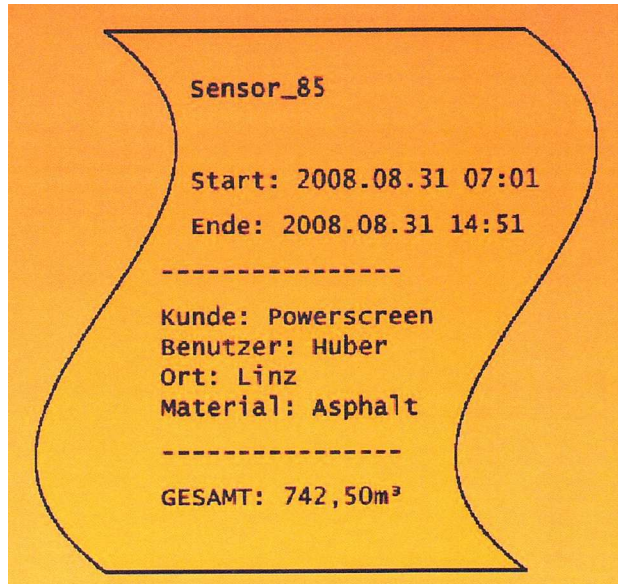 Sensor_85
Start: 2008.08.31 07:01
Ende: 2008.08.31 14:51
----------------
Kunde: Powerscreen
Benutzer: Huber
Ort: Linz
Material: Asphalt
----------------
GESAMT: 742,50m³